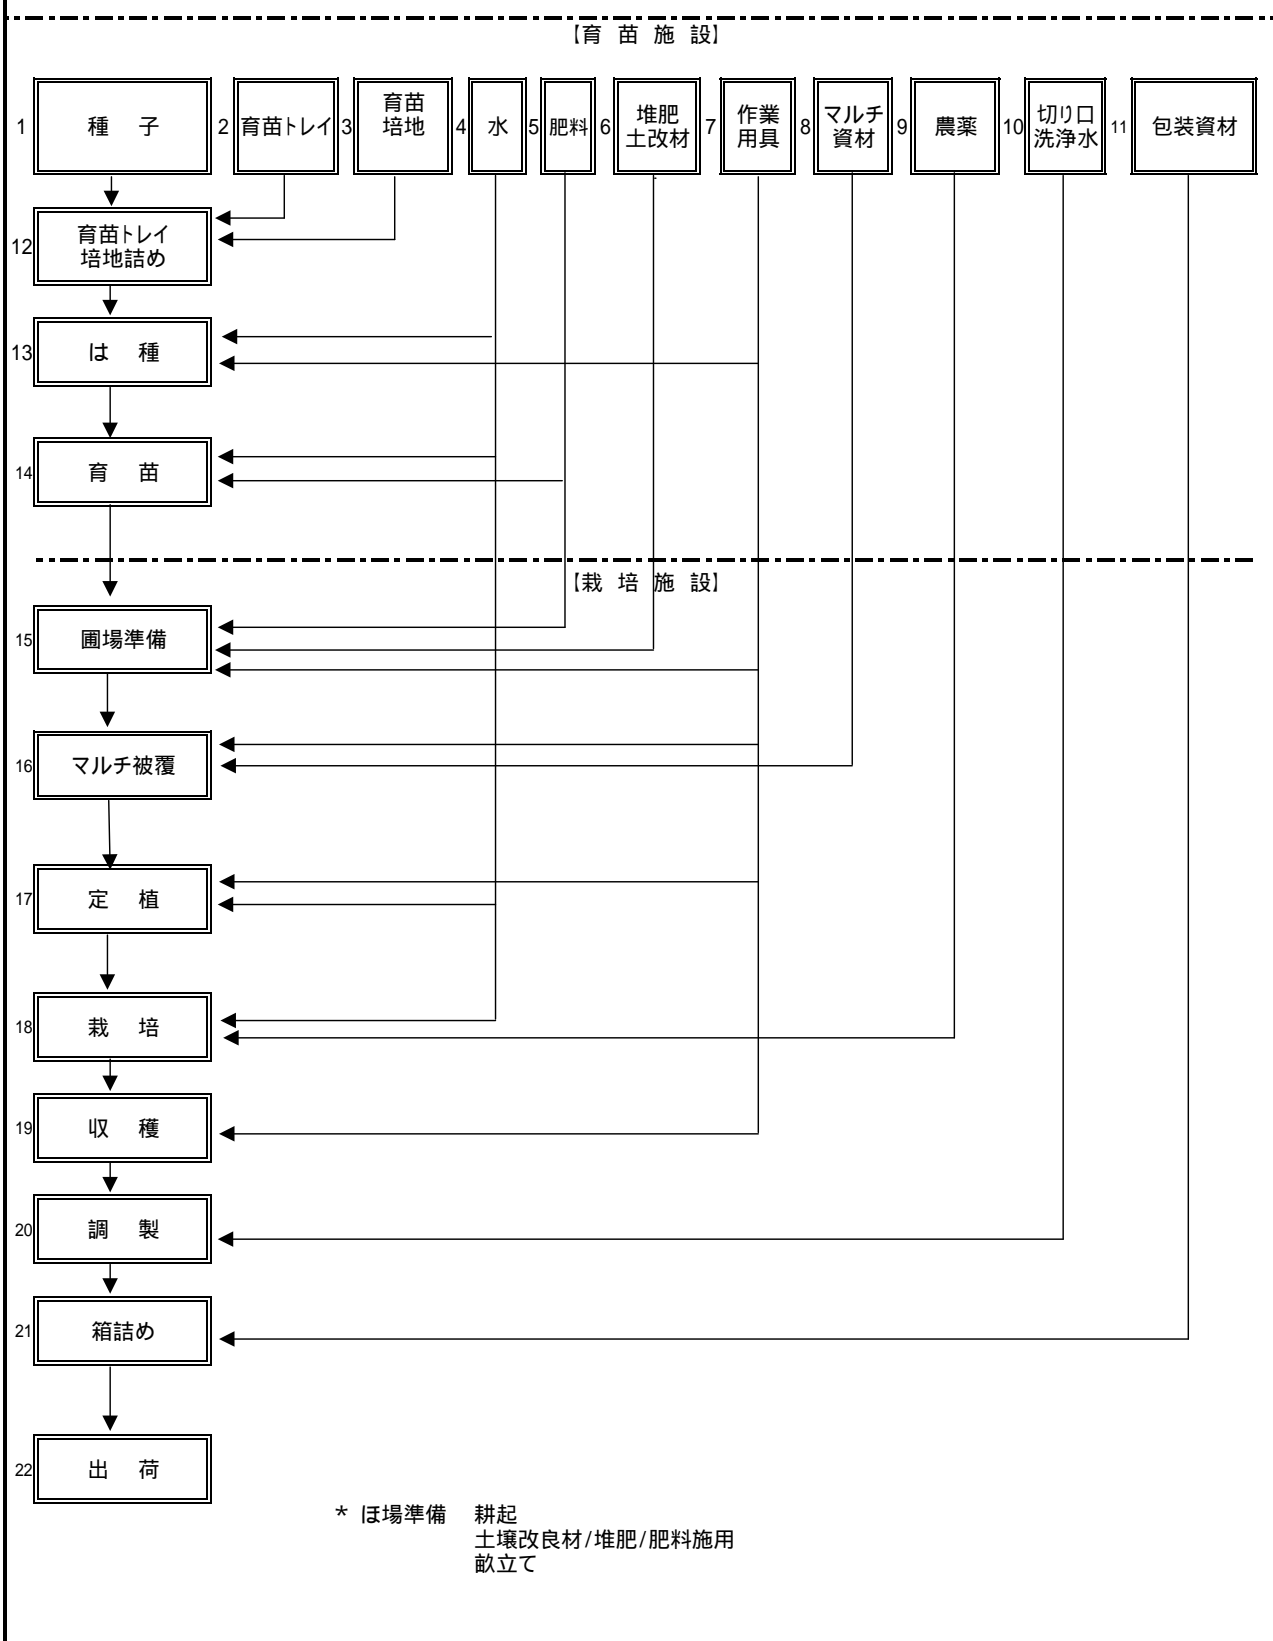 【育 苗 施 設】
1
種 子
2
育苗トレイ
3
育苗
培地
4
水
5
肥料
6
堆肥
土改材
7
作業
用具
8
マルチ
資材
9
農薬
10
切り口
洗浄水
11
包装資材
12
育苗トレイ
培地詰め
13
は 種
14
育 苗
【栽 培 施 設】
15
圃場準備
16
マルチ被覆
17
定 植
18
栽 培
19
収 穫
20
調 製
21
箱詰め
22
出 荷
* ほ場準備 耕起
土壌改良材/堆肥/肥料施用
畝立て